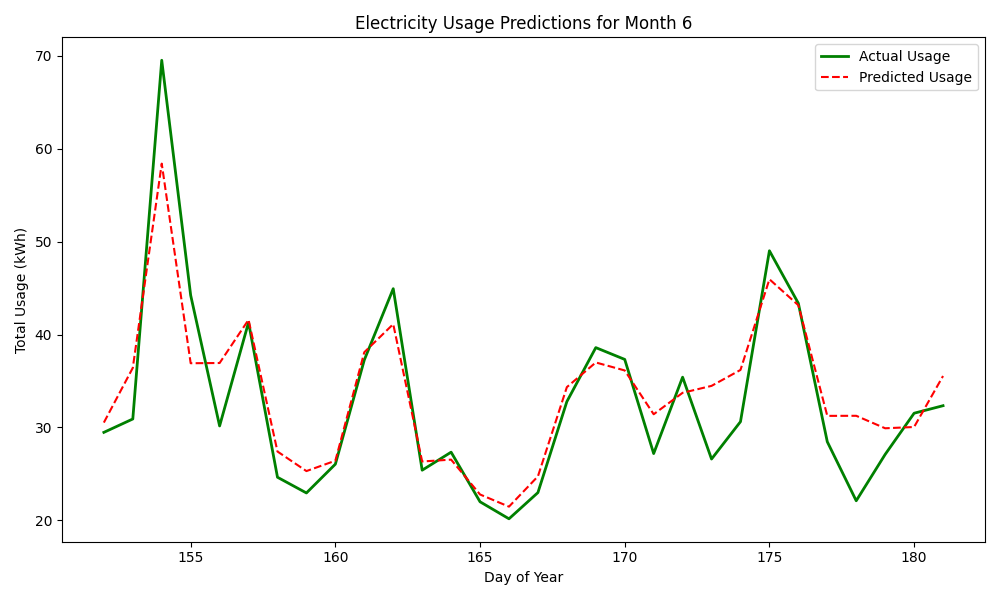 Electricity Usage Predictions for Month 6
Actual Usage
Predicted Usage
Total Usage (kWh)
70
60
50
40
30
20
155 160 165 170 175 180
Day of Year